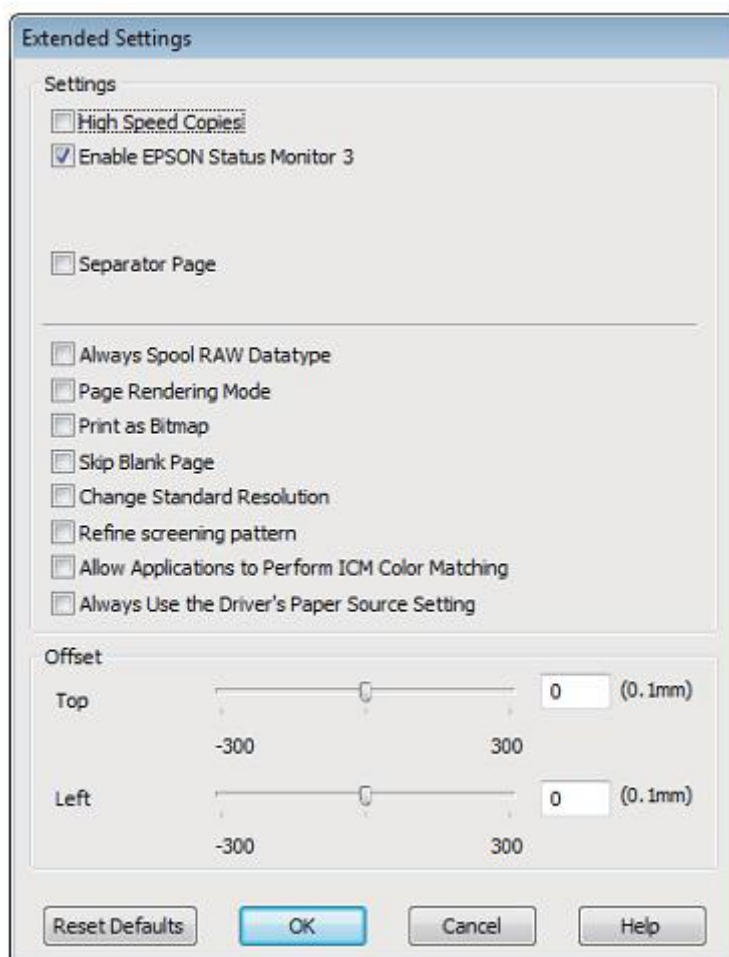 Extended Settings
Settings
High Speed Copies
Enable EPSON Status Monitor 3
Separator Page
Always Spool RAW Datatype
Page Rendering Mode
Print as Bitmap
Skip Blank Page
Change Standard Resolution
Refine screening pattern
Allow Applications to Perform ICM Color Matching
Always Use the Driver's Paper Source Setting
Offset
Top 0 (0.1mm)
-300 300
Left 0 (0.1mm)
-300 300
Reset Defaults OK Cancel Help